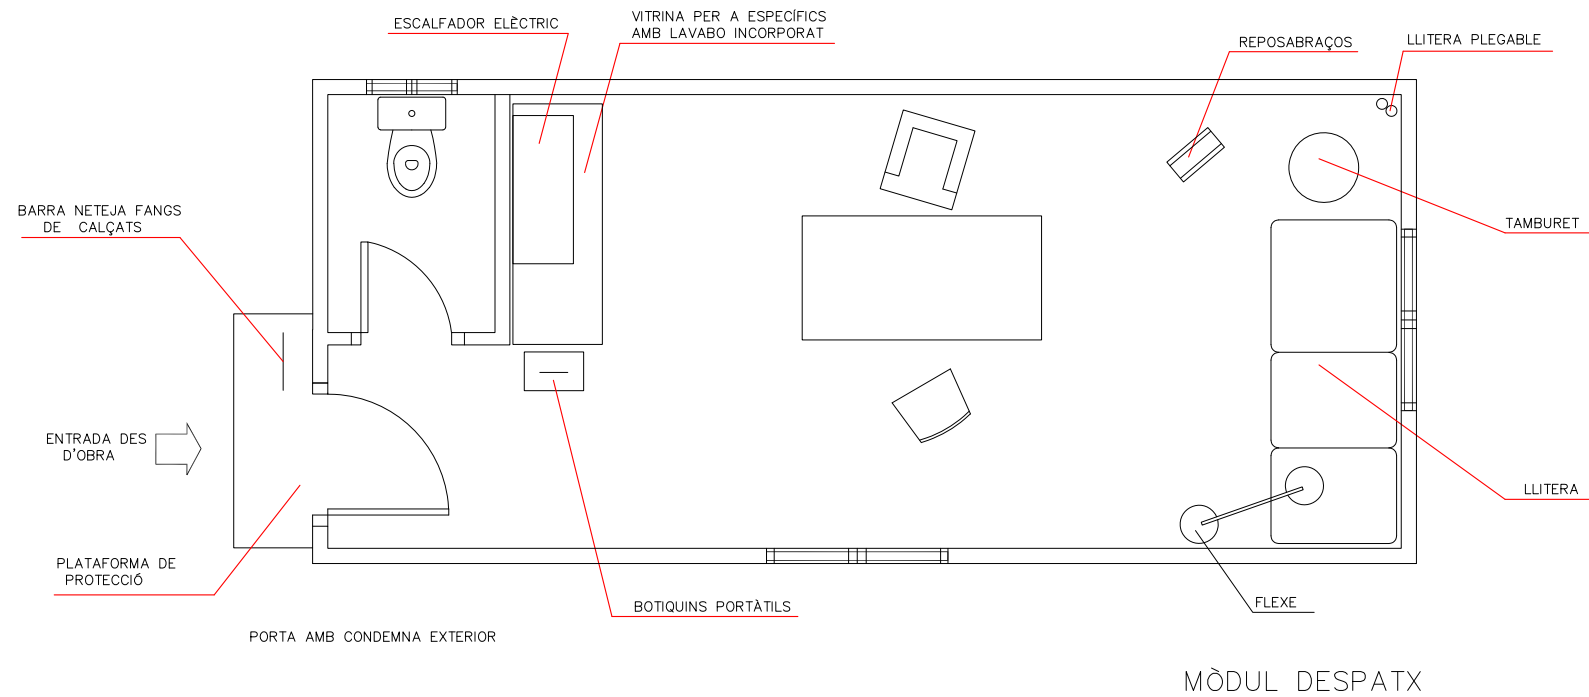 VITRINA PER A ESPECÍFICS
AMB LAVABO INCORPORAT
ESCALFADOR ELÈCTRIC
REPOSABRAÇOS
LLITERA PLEGABLE
BARRA NETEJA FANGS
DE CALÇATS
TAMBURET
ENTRADA DES
D'OBRA
LLITERA
PLATAFORMA DE
PROTECCIÓ
BOTIQUINS PORTÀTILS
FLEXE
PORTA AMB CONDEMNA EXTERIOR
MÒDUL DESPATX